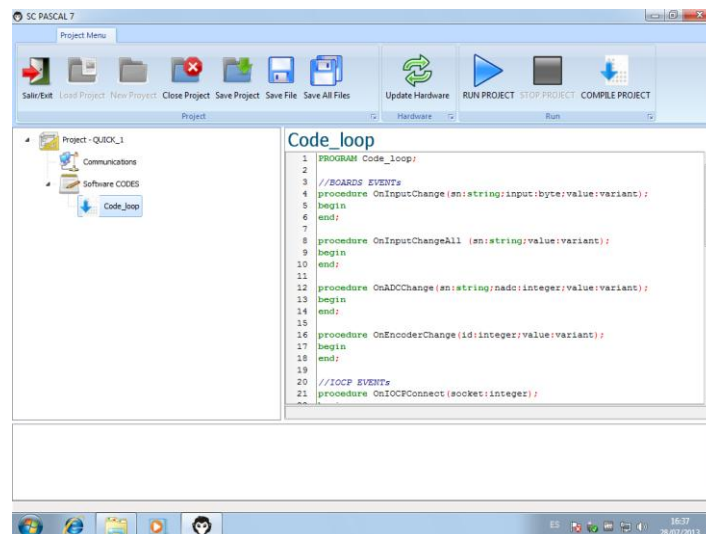 SC PASCAL 7
Project Menu
Salir/Exit Load Project New Proyect Close Project Save Project Save File Save All Files Update Hardware RUN PROJECT STOP PROJECT COMPILE PROJECT
Project Hardware Run
Project - QUICK_1
Communications
Software CODES
Code_loop
Code_loop
1 PROGRAM Code_loop;
2
3 //BOARDS EVENTs
4 procedure OnInputChange(sn:string;input:byte;value:variant);
5 begin
6 end;
7
8 procedure OnInputChangeAll (sn:string;value:variant);
9 begin
10 end;
11
12 procedure OnADCChange(sn:string;nadc:integer;value:variant);
13 begin
14 end;
15
16 procedure OnEncoderChange(id:integer;value:variant);
17 begin
18 end;
19
20 //IOCP EVENTs
21 procedure OnIOCPConnect(socket:integer);
ES
16:37
28/07/2013